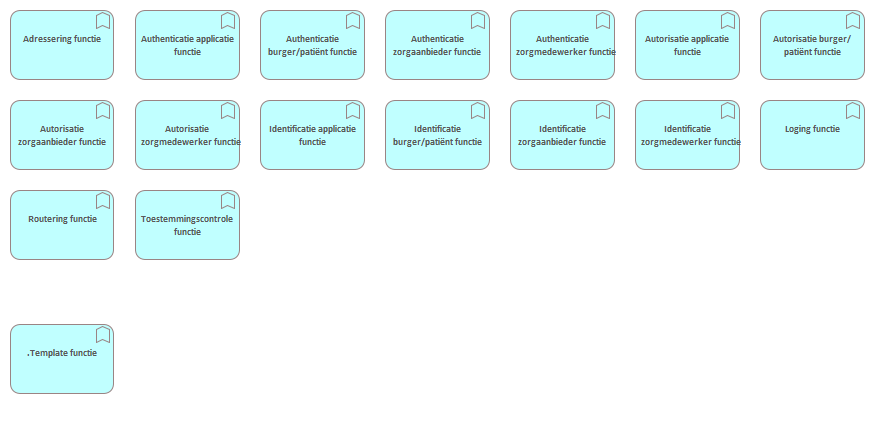 Adressering functie
Authenticatie applicatie
functie
Authenticatie
burger/patiënt functie
Authenticatie
zorgaanbieder functie
Authenticatie
zorgmedewerker functie
Autorisatie applicatie
functie
Autorisatie burger/
patiënt functie
Autorisatie
zorgaanbieder functie
Autorisatie
zorgmedewerker functie
Identificatie applicatie
functie
Identificatie
burger/patiënt functie
Identificatie
zorgaanbieder functie
Identificatie
zorgmedewerker functie
Loging functie
Routering functie
Toestemmingscontrole
functie
.Template functie